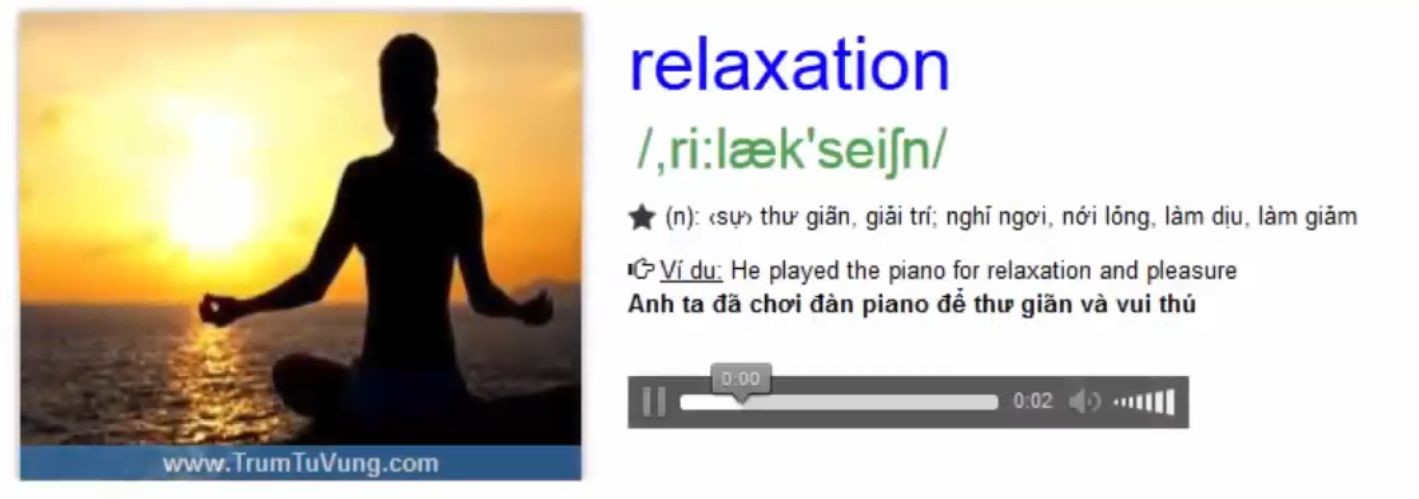 relaxation
/,ri:læk'seiʃn/
(n): ‹sự› thư giãn, giải trí; nghỉ ngơi, nới lỏng, làm dịu, làm giảm
Ví du: He played the piano for relaxation and pleasure
Anh ta đã chơi đàn piano để thư giãn và vui thú
0:00
0:02
www.TrumTuVung.com